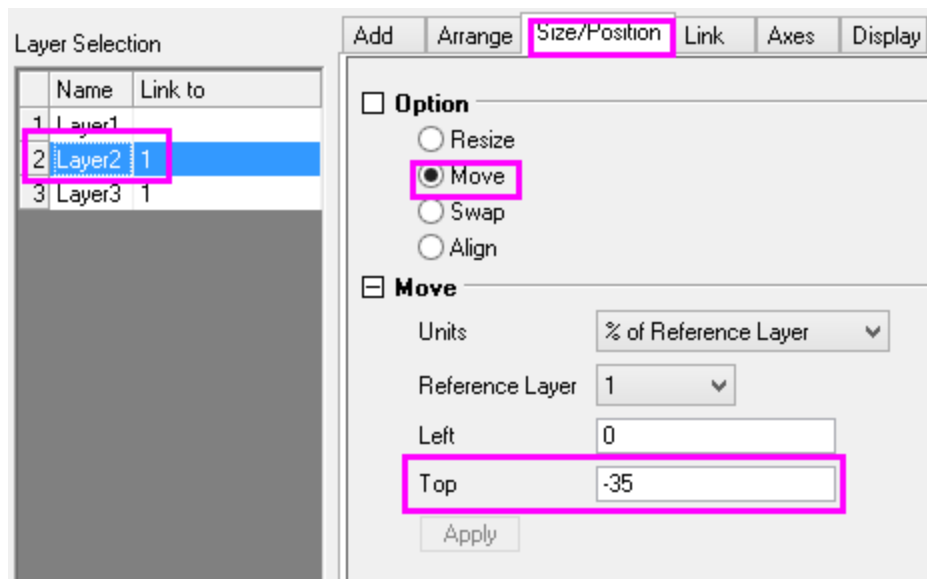 Layer Selection
Name Link to
1 Layer1
2 Layer2 1
3 Layer3 1
Add Arrange Size/Position Link Axes Display
Option
Resize
Move
Swap
Align
Move
Units % of Reference Layer
Reference Layer 1
Left 0
Top -35
Apply